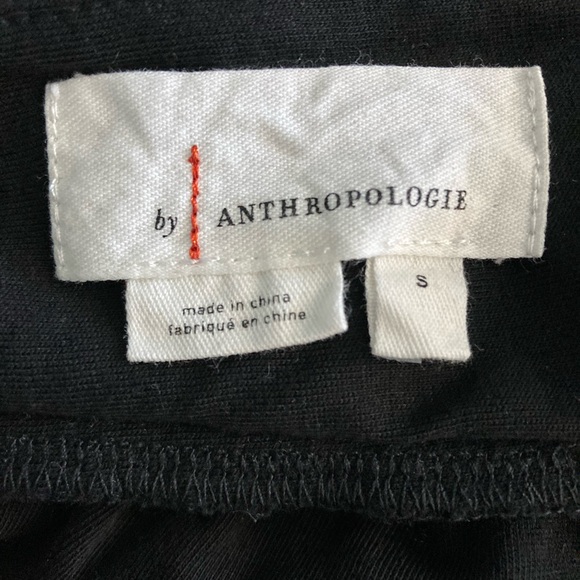 by ANTHROPOLOGIE
made in china
fabriqué en chine
S